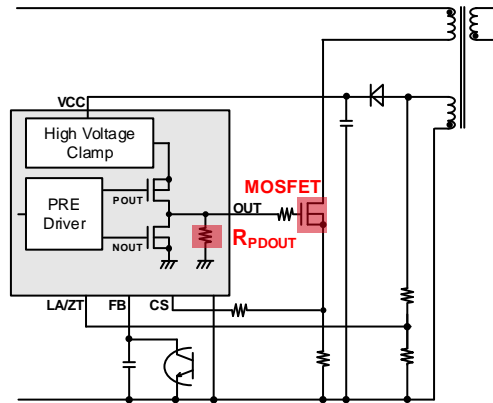 VCC
High Voltage
Clamp
MOSFET
PRE
Driver
POUT
OUT
NOUT
RPDOUT
LA/ZT
FB
CS